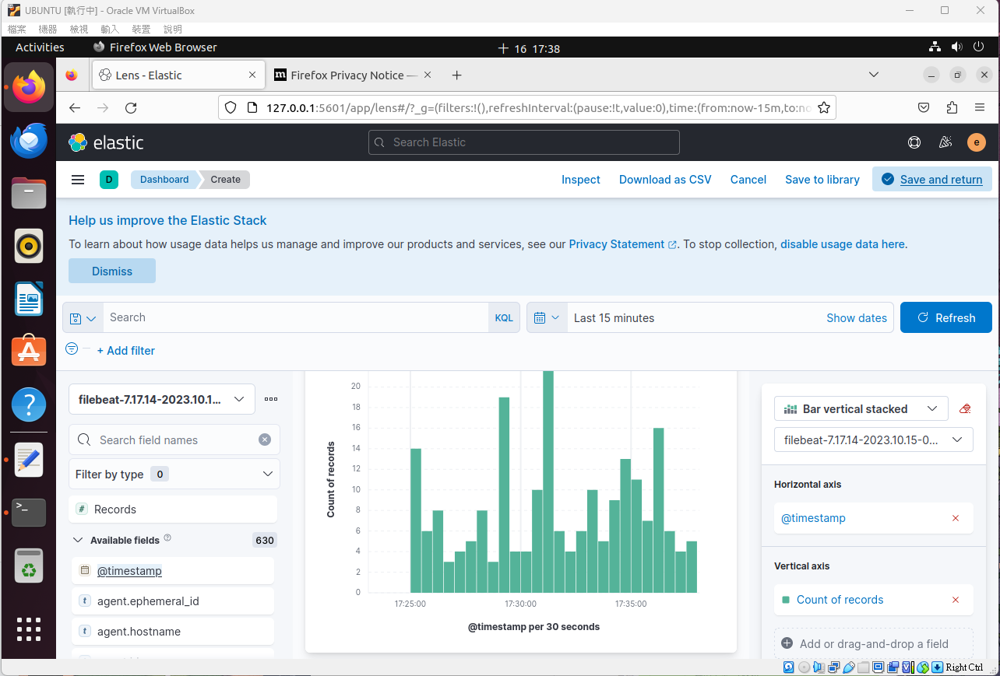 UBUNTU [執行中] - Oracle VM VirtualBox
檔案 機器 檢視 輸入 裝置 說明
Activities Firefox Web Browser 16 17:38
Lens - Elastic Firefox Privacy Notice —
127.0.0.1:5601/app/lens#/?_g=(filters:!(),refreshInterval:(pause:!t,value:0),time:(from:now-15m,to:no
elastic Search Elastic e
D Dashboard Create Inspect Download as CSV Cancel Save to library Save and return
Help us improve the Elastic Stack
To learn about how usage data helps us manage and improve our products and services, see our Privacy Statement. To stop collection, disable usage data here.
Dismiss
Search KQL Last 15 minutes Show dates Refresh
+ Add filter
filebeat-7.17.14-2023.10.1...
Search field names
Filter by type 0
# Records
Available fields 630
@timestamp
t agent.ephemeral_id
t agent.hostname
Count of records
20
18
16
14
12
10
8
6
4
2
0
17:25:00 17:30:00 17:35:00
@timestamp per 30 seconds
Bar vertical stacked
filebeat-7.17.14-2023.10.15-0...
Horizontal axis
@timestamp
Vertical axis
Count of records
Add or drag-and-drop a field
Right Ctrl